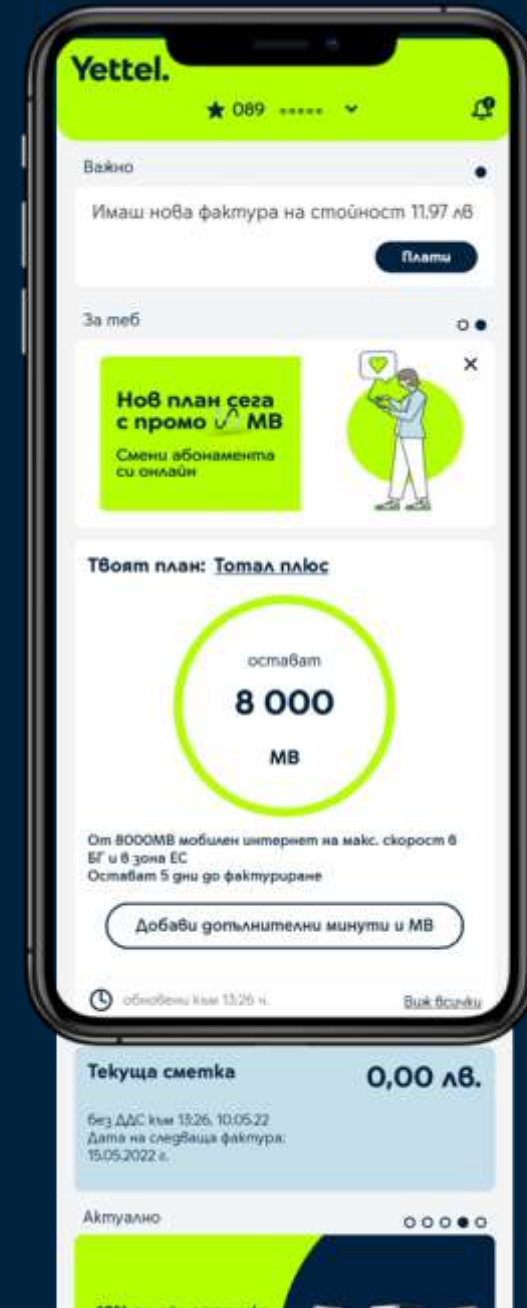 Yettel.
★ 089 •••••
Важно
Имаш нова фактура на стойност 11,97 лв
Плати
За теб
Нов план сега
с промо MB
Смени абонамента
си онлайн
Твоят план: Тотал плюс
остават
8 000
MB
От 8000MB мобилен интернет на макс. скорост в
БГ и в зона ЕС
Остават 5 дни до фактуриране
Добави допълнителни минути и MB
обновени към 13:26 ч.
Виж всички
Текуща сметка
0,00 лв.
без ДДС към 13:26, 10.05.22
Дата на следваща фактура:
15.05.2022 г.
Актуално